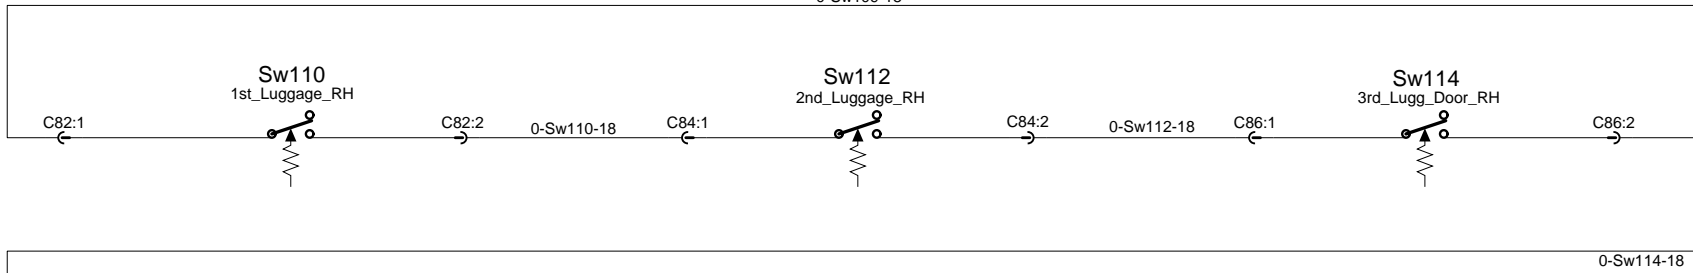 Sw110
1st_Luggage_RH
Sw112
2nd_Luggage_RH
Sw114
3rd_Lugg_Door_RH
C82:1
C82:2
0-Sw110-18
C84:1
C84:2
0-Sw112-18
C86:1
C86:2
0-Sw114-18